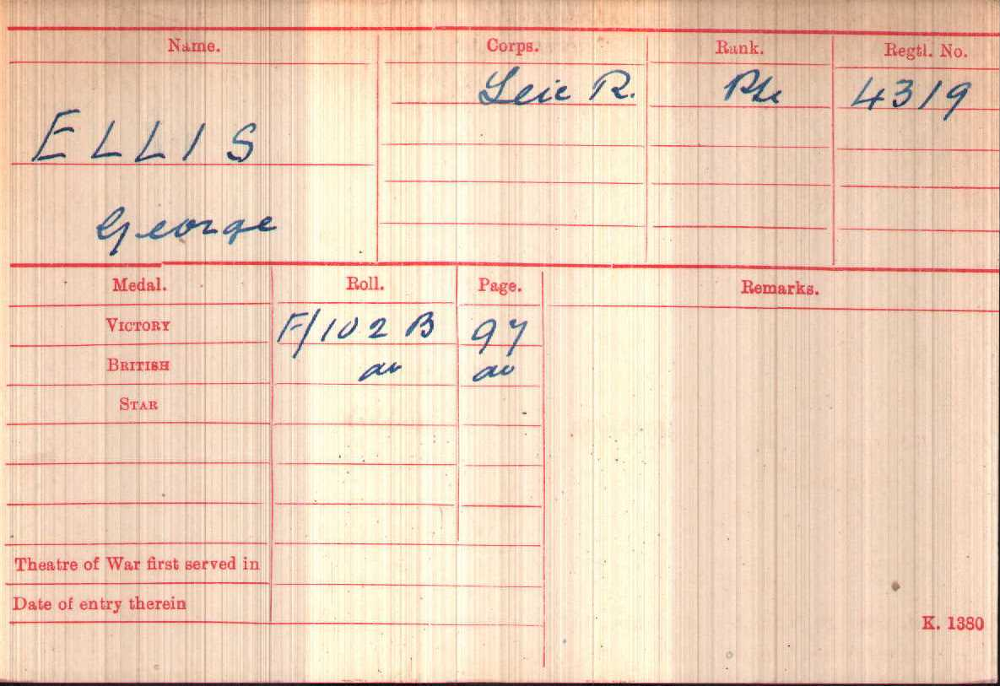 Name. Corps. Rank. Regtl. No.
Leic R. Pte 4319
ELLIS
George
Medal. Roll. Page. Remarks.
VICTORY F/102 B 97
BRITISH do do
STAR
Theatre of War first served in
Date of entry therein
K. 1380